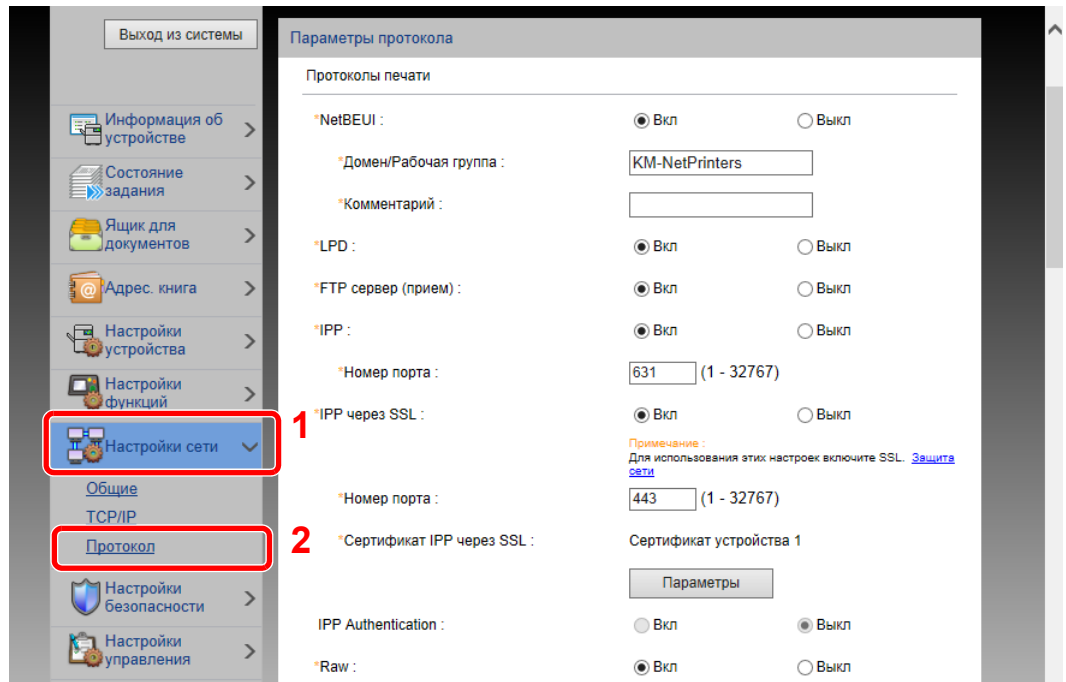 Выход из системы
Информация об
устройстве
Состояние
задания
Ящик для
документов
Адрес. книга
Настройки
устройства
Настройки
функций
Настройки сети
1
Общие
TCP/IP
Протокол
2
Настройки
безопасности
Настройки
управления
Параметры протокола
Протоколы печати
*NetBEUI : Вкл Выкл
*Домен/Рабочая группа : KM-NetPrinters
*Комментарий :
*LPD : Вкл Выкл
*FTP сервер (прием) : Вкл Выкл
*IPP : Вкл Выкл
*Номер порта : 631 (1 - 32767)
*IPP через SSL : Вкл Выкл
Примечание :
Для использования этих настроек включите SSL. Защита
сети
*Номер порта : 443 (1 - 32767)
*Сертификат IPP через SSL : Сертификат устройства 1
Параметры
IPP Authentication : Вкл Выкл
*Raw : Вкл Выкл